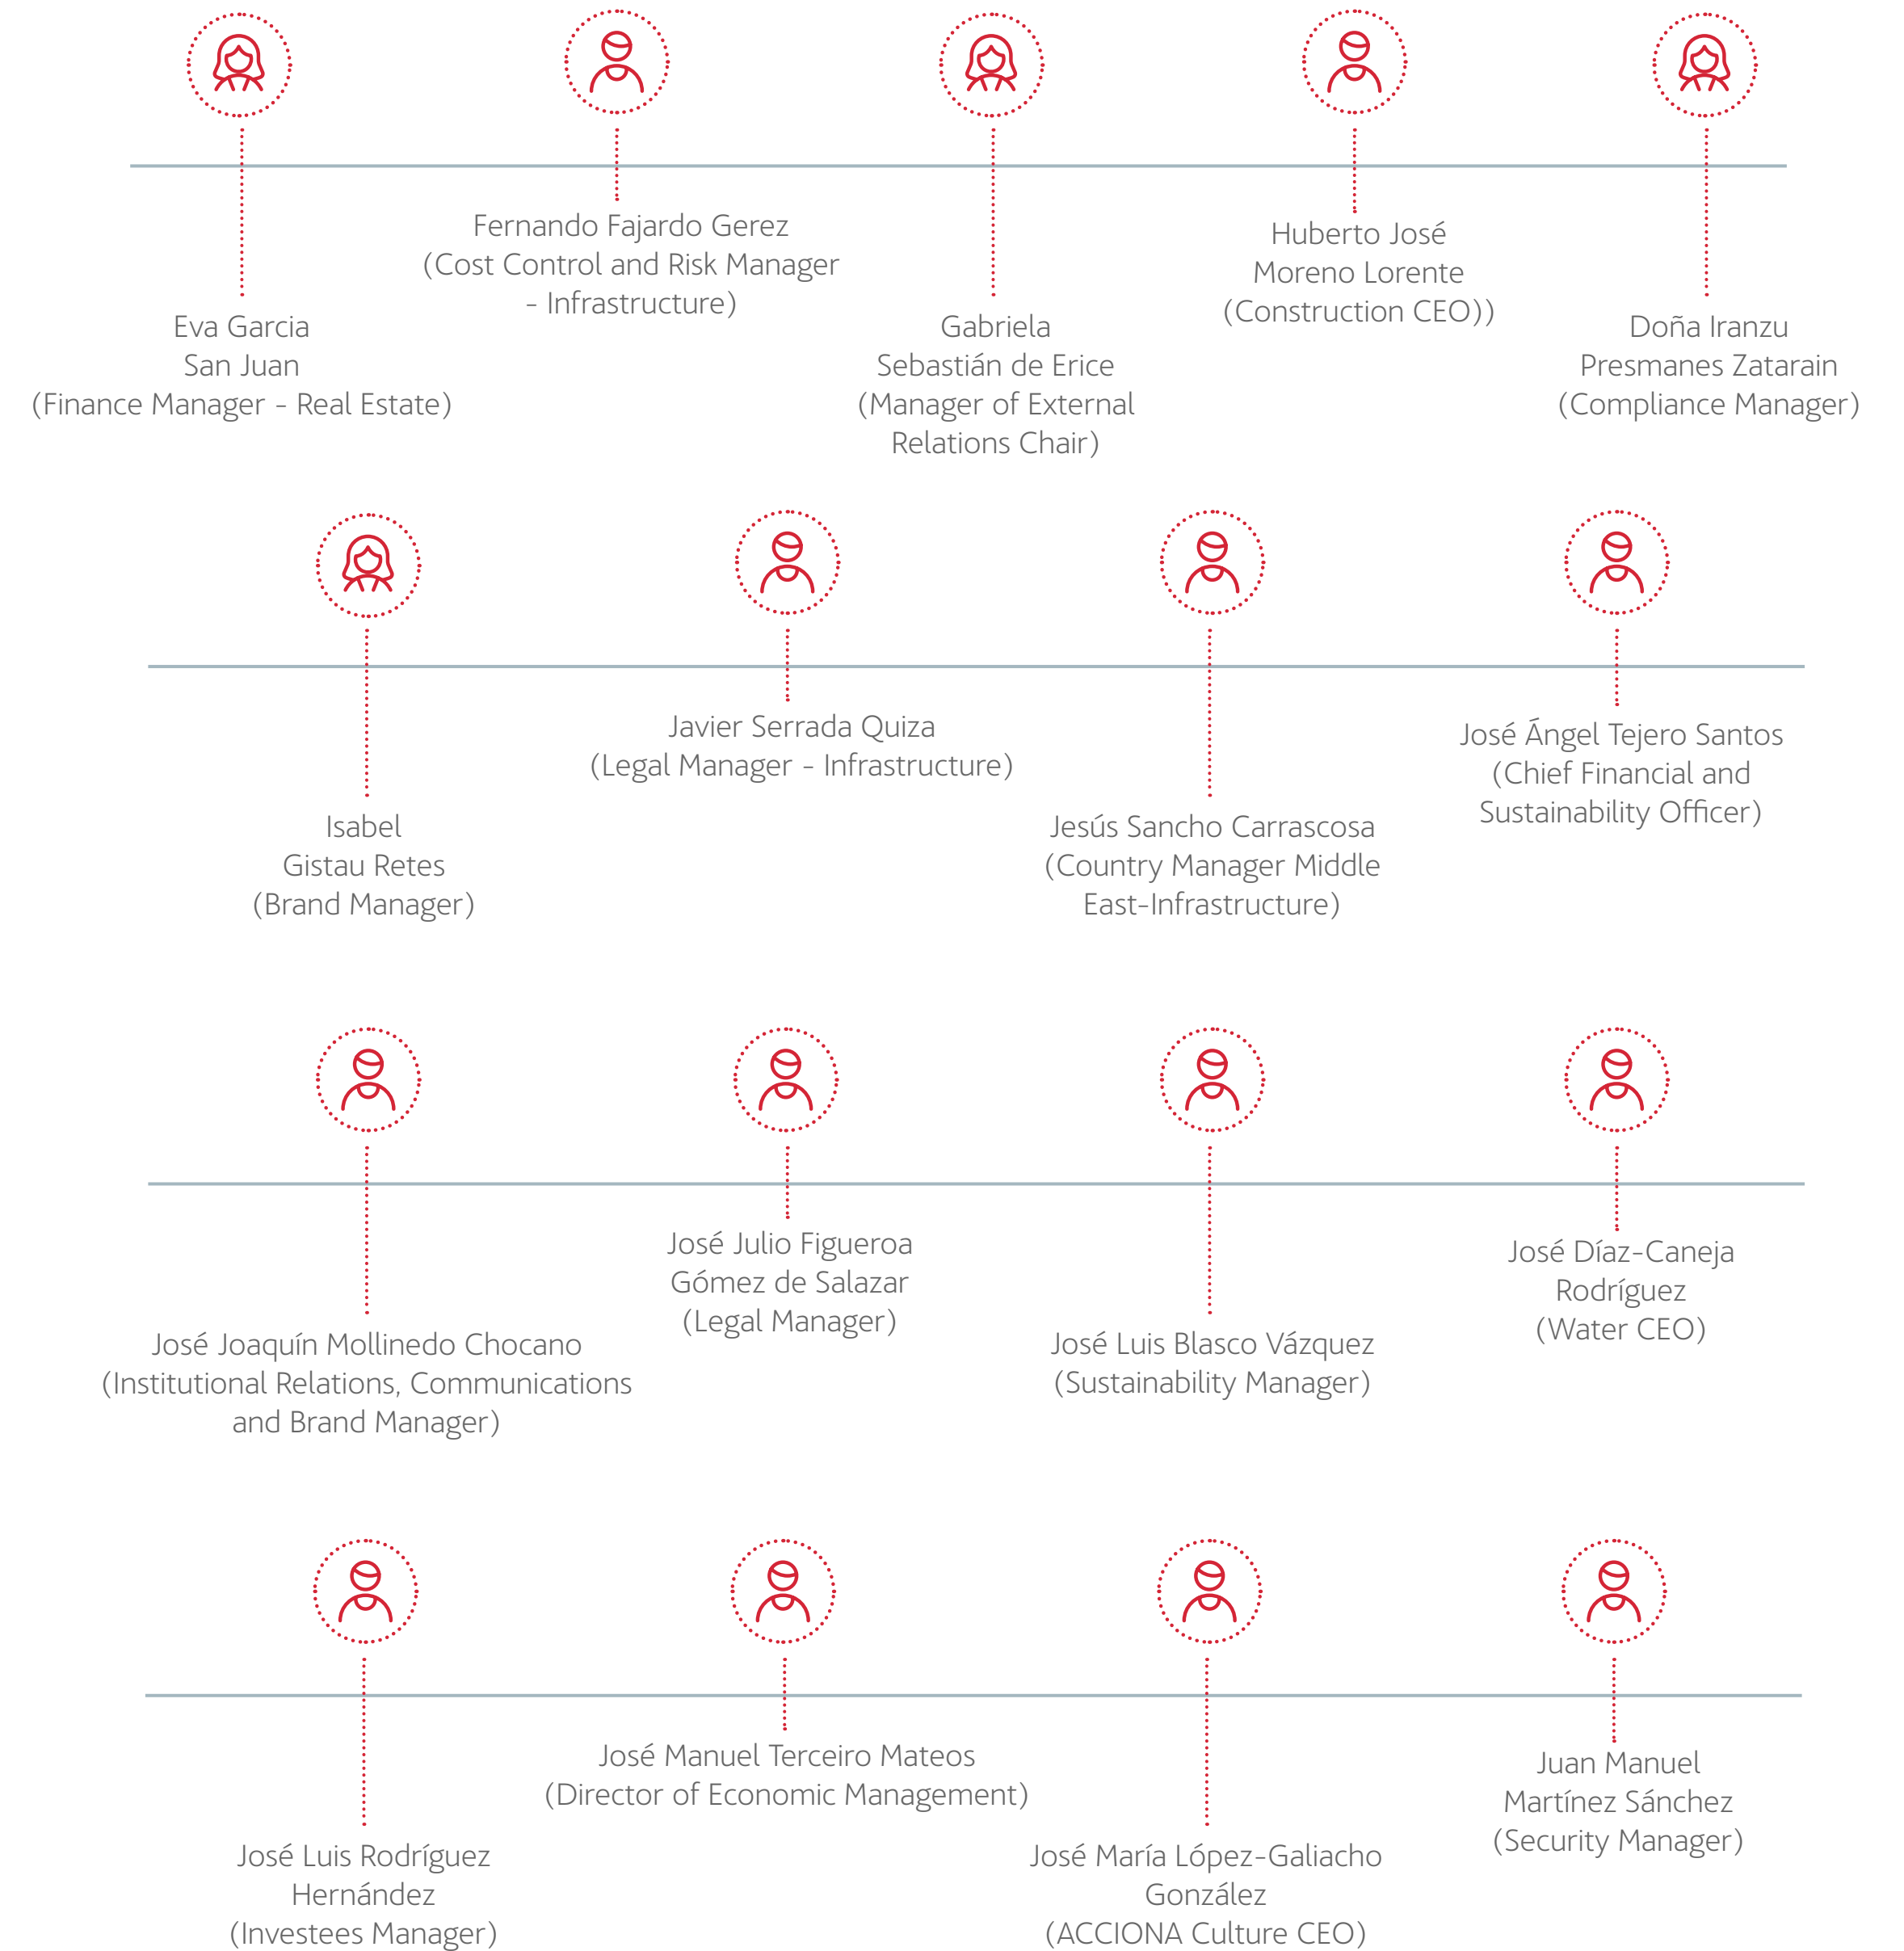 Eva Garcia
San Juan
(Finance Manager - Real Estate)
Fernando Fajardo Gerez
(Cost Control and Risk Manager
- Infrastructure)
Gabriela
Sebastián de Erice
(Manager of External
Relations Chair)
Huberto José
Moreno Lorente
(Construction CEO))
Doña Iranzu
Presmanes Zatarain
(Compliance Manager)
Isabel
Gistau Retes
(Brand Manager)
Javier Serrada Quiza
(Legal Manager - Infrastructure)
Jesús Sancho Carrascosa
(Country Manager Middle
East-Infrastructure)
José Ángel Tejero Santos
(Chief Financial and
Sustainability Officer)
José Joaquín Mollinedo Chocano
(Institutional Relations, Communications
and Brand Manager)
José Julio Figueroa
Gómez de Salazar
(Legal Manager)
José Luis Blasco Vázquez
(Sustainability Manager)
José Díaz-Caneja
Rodríguez
(Water CEO)
José Luis Rodríguez
Hernández
(Investees Manager)
José Manuel Terceiro Mateos
(Director of Economic Management)
José María López-Galiacho
González
(ACCIONA Culture CEO)
Juan Manuel
Martínez Sánchez
(Security Manager)